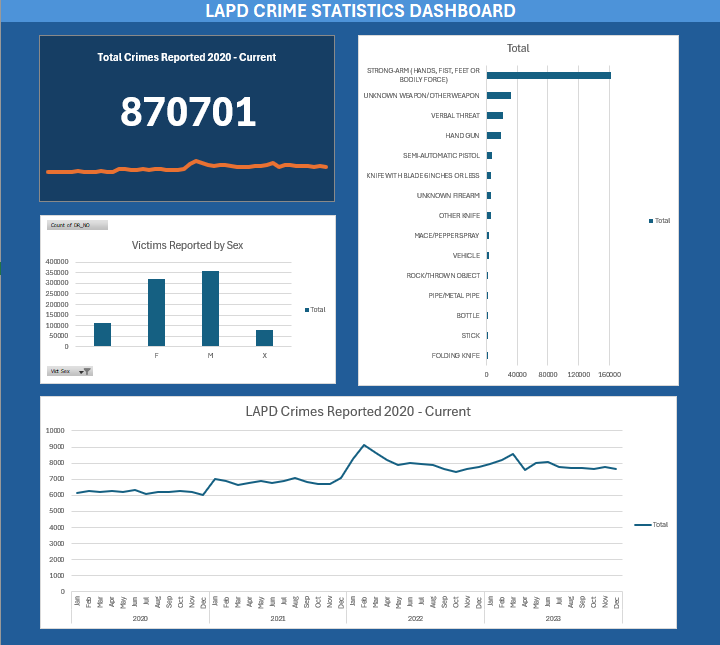 LAPD CRIME STATISTICS DASHBOARD
Total Crimes Reported 2020 - Current
870701
Count of DR_NO
Victims Reported by Sex
400000
350000
300000
250000
200000
150000
100000
50000
0
F M X
Total
Vict Sex
Total
STRONG-ARM (HANDS, FIST, FEET OR
BODILY FORCE)
UNKNOWN WEAPON/OTHER WEAPON
VERBAL THREAT
HAND GUN
SEMI-AUTOMATIC PISTOL
KNIFE WITH BLADE 6INCHES OR LESS
UNKNOWN FIREARM
OTHER KNIFE
MACE/PEPPER SPRAY
VEHICLE
ROCK/THROWN OBJECT
PIPE/METAL PIPE
BOTTLE
STICK
FOLDING KNIFE
0 40000 80000 120000 160000
Total
LAPD Crimes Reported 2020 - Current
10000
9000
8000
7000
6000
5000
4000
3000
2000
1000
0
Jan Feb Mar Apr May Jun Jul Aug Sep Oct Nov Dec Jan Feb Mar Apr May Jun Jul Aug Sep Oct Nov Dec Jan Feb Mar Apr May Jun Jul Aug Sep Oct Nov Dec Jan Feb Mar Apr May Jun Jul Aug Sep Oct Nov Dec
2020 2021 2022 2023
Total